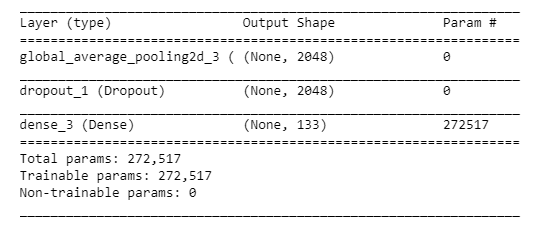 Layer (type) Output Shape Param #
=================================================================
global_average_pooling2d_3 ( (None, 2048) 0
_________________________________________________________________
dropout_1 (Dropout) (None, 2048) 0
_________________________________________________________________
dense_3 (Dense) (None, 133) 272517
=================================================================
Total params: 272,517
Trainable params: 272,517
Non-trainable params: 0
_________________________________________________________________